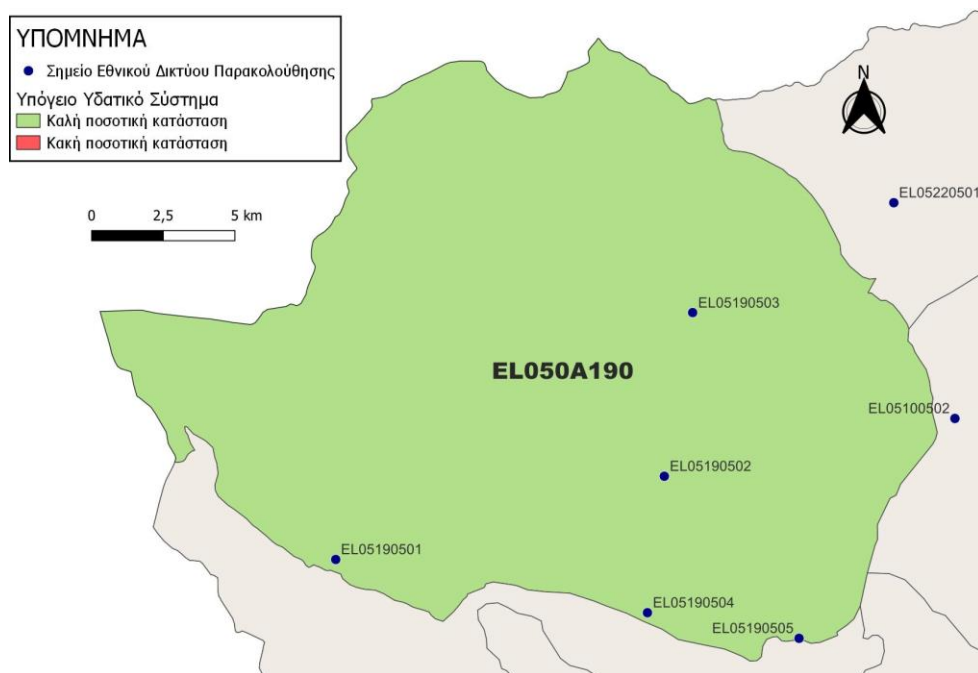 ΥΠΟΜΝΗΜΑ
Σημείο Εθνικού Δικτύου Παρακολούθησης
Υπόγειο Υδατικό Σύστημα
Καλή ποσοτική κατάσταση
Κακή ποσοτική κατάσταση
N
0 2,5 5 km
EL05220501
EL05190503
EL050A190
EL05100502
EL05190502
EL05190501
EL05190504
EL05190505